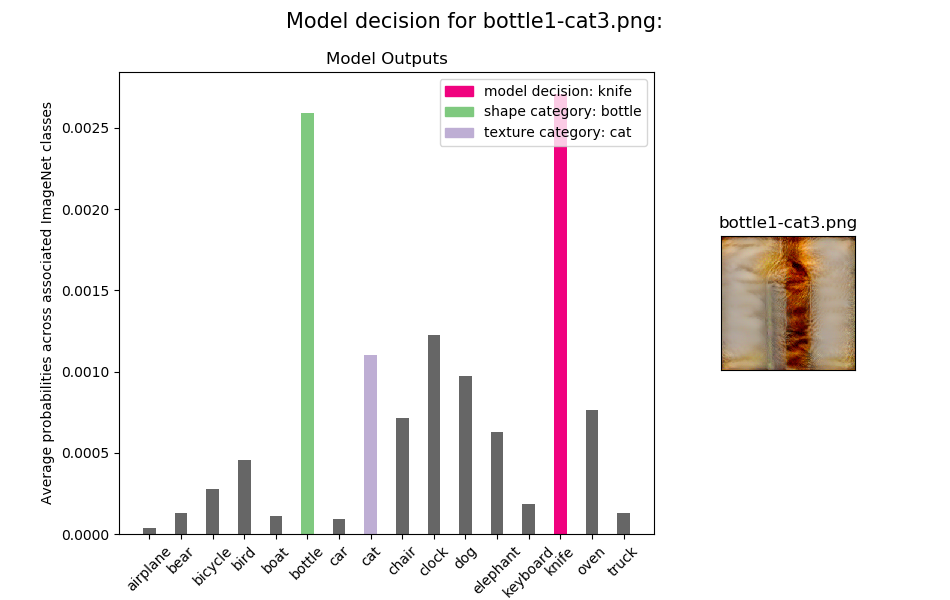 Model decision for bottle1-cat3.png:
Model Outputs
model decision: knife
shape category: bottle
texture category: cat
Average probabilities across associated ImageNet classes
0.0025
0.0020
0.0015
0.0010
0.0005
0.0000
airplane
bear
bicycle
bird
boat
bottle
car
cat
chair
clock
dog
elephant
keyboard
knife
oven
truck
bottle1-cat3.png